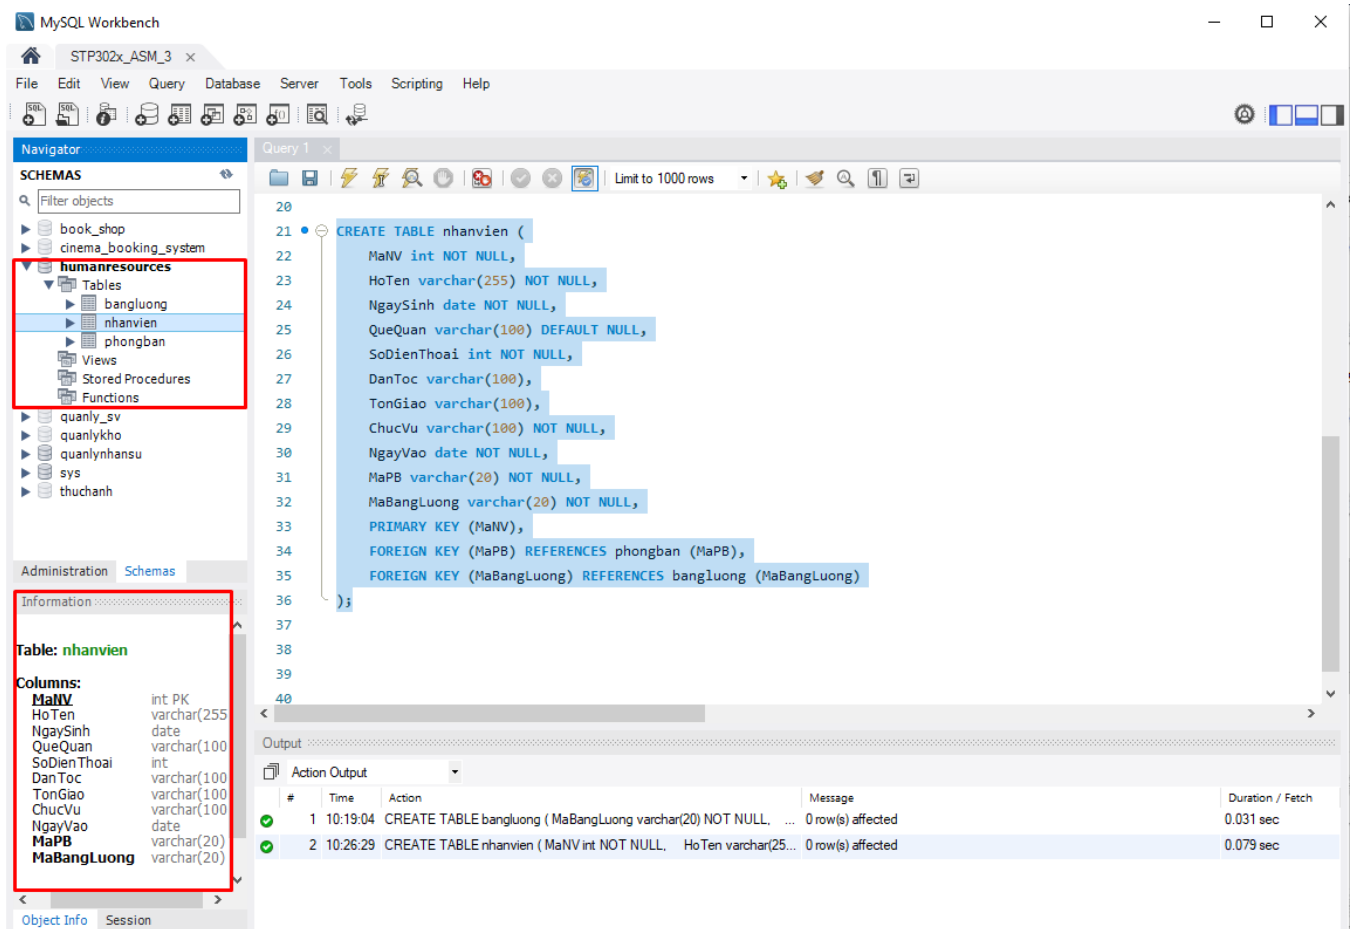 MySQL Workbench
STP302x_ASM_3
File Edit View Query Database Server Tools Scripting Help
Navigator
SCHEMAS
Filter objects
book_shop
cinema_booking_system
humanresources
Tables
bangluong
nhanvien
phongban
Views
Stored Procedures
Functions
quanly_sv
quanlykho
quanlynhansu
sys
thuchanh
Administration Schemas
Information
Table: nhanvien
Columns:
MaNV int PK
HoTen varchar(255
NgaySinh date
QueQuan varchar(100
SoDienThoai int
DanToc varchar(100
TonGiao varchar(100
ChucVu varchar(100
NgayVao date
MaPB varchar(20)
MaBangLuong varchar(20)
Object Info Session
Query 1
Limit to 1000 rows
20
21 CREATE TABLE nhanvien (
22 MaNV int NOT NULL,
23 HoTen varchar(255) NOT NULL,
24 NgaySinh date NOT NULL,
25 QueQuan varchar(100) DEFAULT NULL,
26 SoDienThoai int NOT NULL,
27 DanToc varchar(100),
28 TonGiao varchar(100),
29 ChucVu varchar(100) NOT NULL,
30 NgayVao date NOT NULL,
31 MaPB varchar(20) NOT NULL,
32 MaBangLuong varchar(20) NOT NULL,
33 PRIMARY KEY (MaNV),
34 FOREIGN KEY (MaPB) REFERENCES phongban (MaPB),
35 FOREIGN KEY (MaBangLuong) REFERENCES bangluong (MaBangLuong)
36 );
37
38
39
40
Output
Action Output
# Time Action Message Duration / Fetch
1 10:19:04 CREATE TABLE bangluong ( MaBangLuong varchar(20) NOT NULL, ... 0 row(s) affected 0.031 sec
2 10:26:29 CREATE TABLE nhanvien ( MaNV int NOT NULL, HoTen varchar(25... 0 row(s) affected 0.079 sec